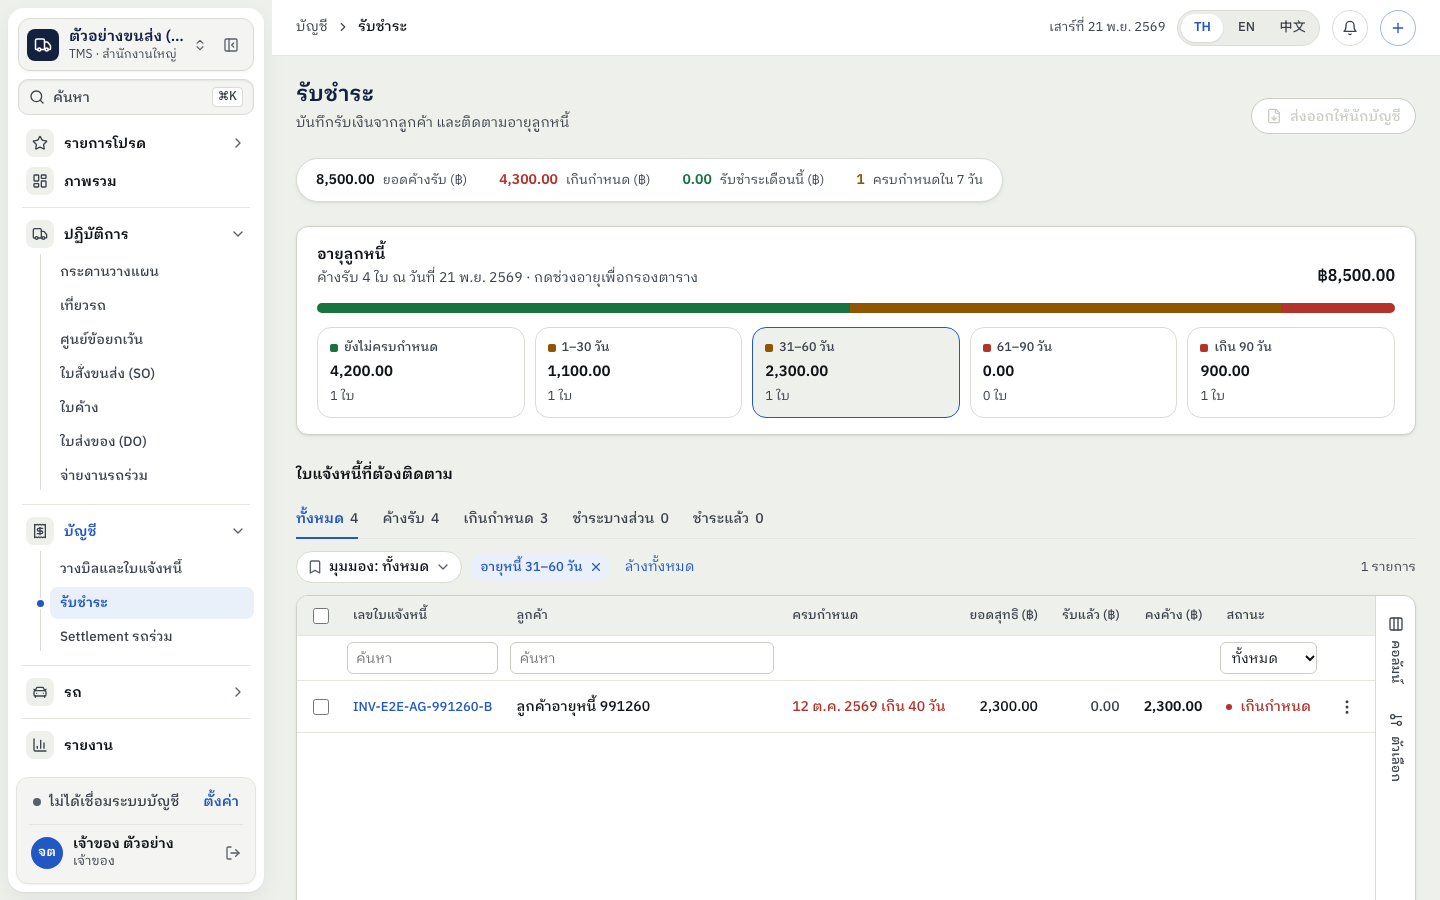 ตัวอย่างขนส่ง (...
TMS · สำนักงานใหญ่
ค้นหา ⌘K
รายการโปรด
ภาพรวม
ปฏิบัติการ
กระดานวางแผน
เที่ยวรถ
ศูนย์ข้อยกเว้น
ใบสั่งขนส่ง (SO)
ใบค้าง
ใบส่งของ (DO)
จ่ายงานรถร่วม
บัญชี
วางบิลและใบแจ้งหนี้
รับชำระ
Settlement รถร่วม
รถ
รายงาน
ไม่ได้เชื่อมระบบบัญชี ตั้งค่า
จต
เจ้าของ ตัวอย่าง
เจ้าของ
บัญชี > รับชำระ
เสาร์ที่ 21 พ.ย. 2569
TH EN 中文
รับชำระ
บันทึกรับเงินจากลูกค้า และติดตามอายุลูกหนี้
ส่งออกให้นักบัญชี
8,500.00 ยอดค้างรับ (฿) 4,300.00 เกินกำหนด (฿) 0.00 รับชำระเดือนนี้ (฿) 1 ครบกำหนดใน 7 วัน
อายุลูกหนี้
ค้างรับ 4 ใบ ณ วันที่ 21 พ.ย. 2569 · กดช่วงอายุเพื่อกรองตาราง
฿8,500.00
ยังไม่ครบกำหนด
4,200.00
1 ใบ
1–30 วัน
1,100.00
1 ใบ
31–60 วัน
2,300.00
1 ใบ
61–90 วัน
0.00
0 ใบ
เกิน 90 วัน
900.00
1 ใบ
ใบแจ้งหนี้ที่ต้องติดตาม
ทั้งหมด 4 ค้างรับ 4 เกินกำหนด 3 ชำระบางส่วน 0 ชำระแล้ว 0
มุมมอง: ทั้งหมด อายุหนี้ 31–60 วัน × ล้างทั้งหมด 1 รายการ
เลขใบแจ้งหนี้ ลูกค้า ครบกำหนด ยอดสุทธิ (฿) รับแล้ว (฿) คงค้าง (฿) สถานะ
ค้นหา ค้นหา ทั้งหมด
INV-E2E-AG-991260-B ลูกค้าอายุหนี้ 991260 12 ต.ค. 2569 เกิน 40 วัน 2,300.00 0.00 2,300.00 เกินกำหนด
คอลัมน์
ตัวเลือก